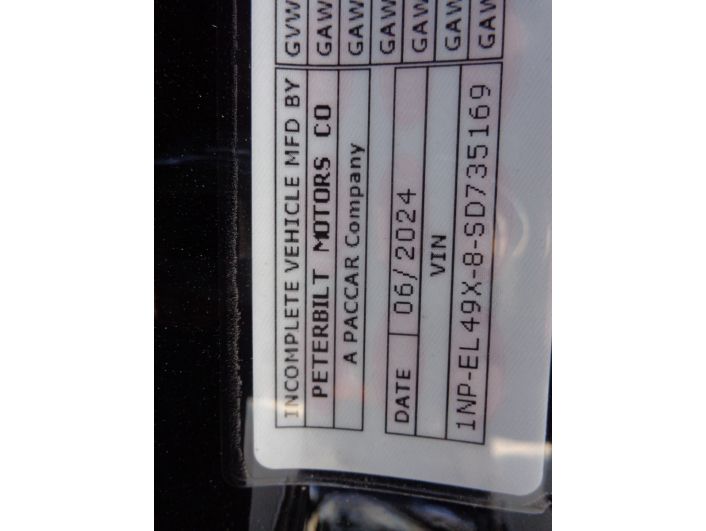 INCOMPLETE VEHICLE MFD BY
PETERBILT MOTORS CO
A PACCAR Company
DATE 06/2024
VIN
1NP-EL49X-8-SD735169
GVW
GAW
GAW
GAW
GAW
GAW
GAW